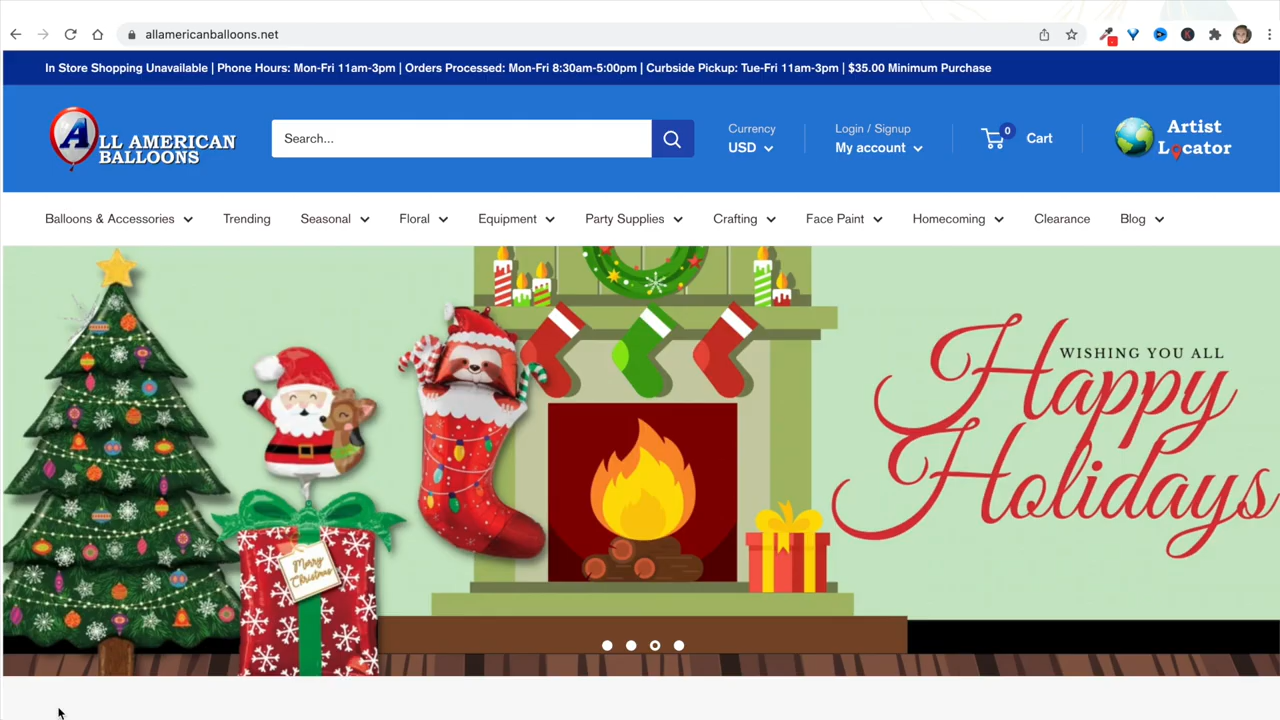 allamericanballoons.net
In Store Shopping Unavailable | Phone Hours: Mon-Fri 11am-3pm | Orders Processed: Mon-Fri 8:30am-5:00pm | Curbside Pickup: Tue-Fri 11am-3pm | $35.00 Minimum Purchase
ALL AMERICAN
BALLOONS
Search...
Currency
USD
Login / Signup
My account
0
Cart
Artist
Locator
Balloons & Accessories
Trending
Seasonal
Floral
Equipment
Party Supplies
Crafting
Face Paint
Homecoming
Clearance
Blog
WISHING YOU ALL
Happy
Holidays
Merry
Christmas